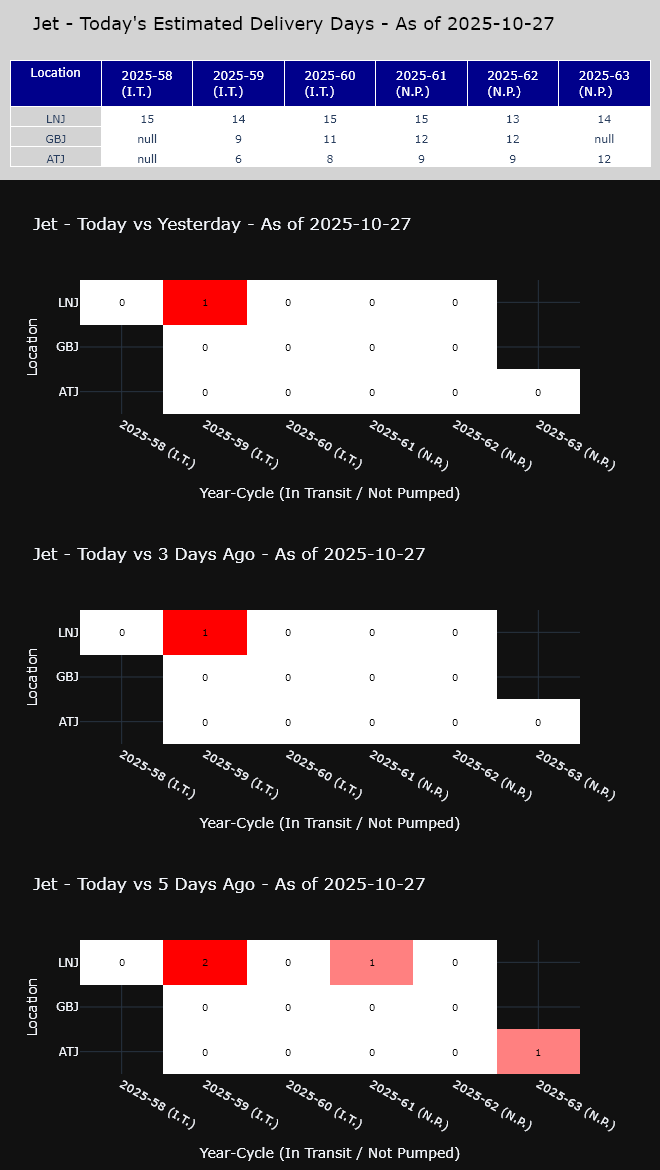 Jet - Today's Estimated Delivery Days - As of 2025-10-27
Location 2025-58 (I.T.) 2025-59 (I.T.) 2025-60 (I.T.) 2025-61 (N.P.) 2025-62 (N.P.) 2025-63 (N.P.)
LNJ 15 14 15 15 13 14
GBJ null 9 11 12 12 null
ATJ null 6 8 9 9 12
Jet - Today vs Yesterday - As of 2025-10-27
Location
LNJ 0 1 0 0 0
GBJ 0 0 0 0
ATJ 0 0 0 0 0
2025-58 (I.T.) 2025-59 (I.T.) 2025-60 (I.T.) 2025-61 (N.P.) 2025-62 (N.P.) 2025-63 (N.P.)
Year-Cycle (In Transit / Not Pumped)
Jet - Today vs 3 Days Ago - As of 2025-10-27
Location
LNJ 0 1 0 0 0
GBJ 0 0 0 0
ATJ 0 0 0 0 0
2025-58 (I.T.) 2025-59 (I.T.) 2025-60 (I.T.) 2025-61 (N.P.) 2025-62 (N.P.) 2025-63 (N.P.)
Year-Cycle (In Transit / Not Pumped)
Jet - Today vs 5 Days Ago - As of 2025-10-27
Location
LNJ 0 2 0 1 0
GBJ 0 0 0 0
ATJ 0 0 0 0 1
2025-58 (I.T.) 2025-59 (I.T.) 2025-60 (I.T.) 2025-61 (N.P.) 2025-62 (N.P.) 2025-63 (N.P.)
Year-Cycle (In Transit / Not Pumped)